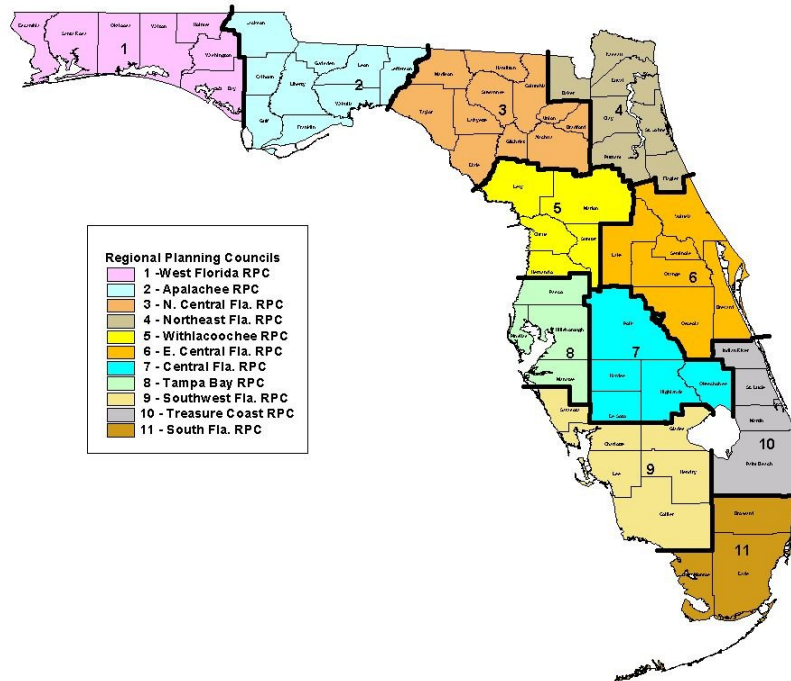 Escambia
Santa Rosa
Okaloosa
Walton
Holmes
Washington
Bay
1
Jackson
Calhoun
Gulf
Liberty
Gadsden
Leon
Jefferson
Wakulla
Franklin
2
Madison
Hamilton
Taylor
Suwannee
Columbia
Lafayette
Union
Bradford
Gilchrist
Alachua
Dixie
3
Baker
Nassau
Duval
Clay
St. Johns
Putnam
Flagler
4
Levy
Marion
Citrus
Sumter
Hernando
5
Volusia
Lake
Seminole
Orange
Osceola
Brevard
6
Pasco
Pinellas
Hillsborough
Manatee
8
Polk
Hardee
Highlands
Okeechobee
De Soto
7
Indian River
St. Lucie
Martin
Palm Beach
10
Sarasota
Charlotte
Glades
Lee
Hendry
Collier
9
Broward
Dade
11
Regional Planning Councils
1 -West Florida RPC
2 - Apalachee RPC
3 - N. Central Fla. RPC
4 - Northeast Fla. RPC
5 - Withlacoochee RPC
6 - E. Central Fla. RPC
7 - Central Fla. RPC
8 - Tampa Bay RPC
9 - Southwest Fla. RPC
10 - Treasure Coast RPC
11 - South Fla. RPC